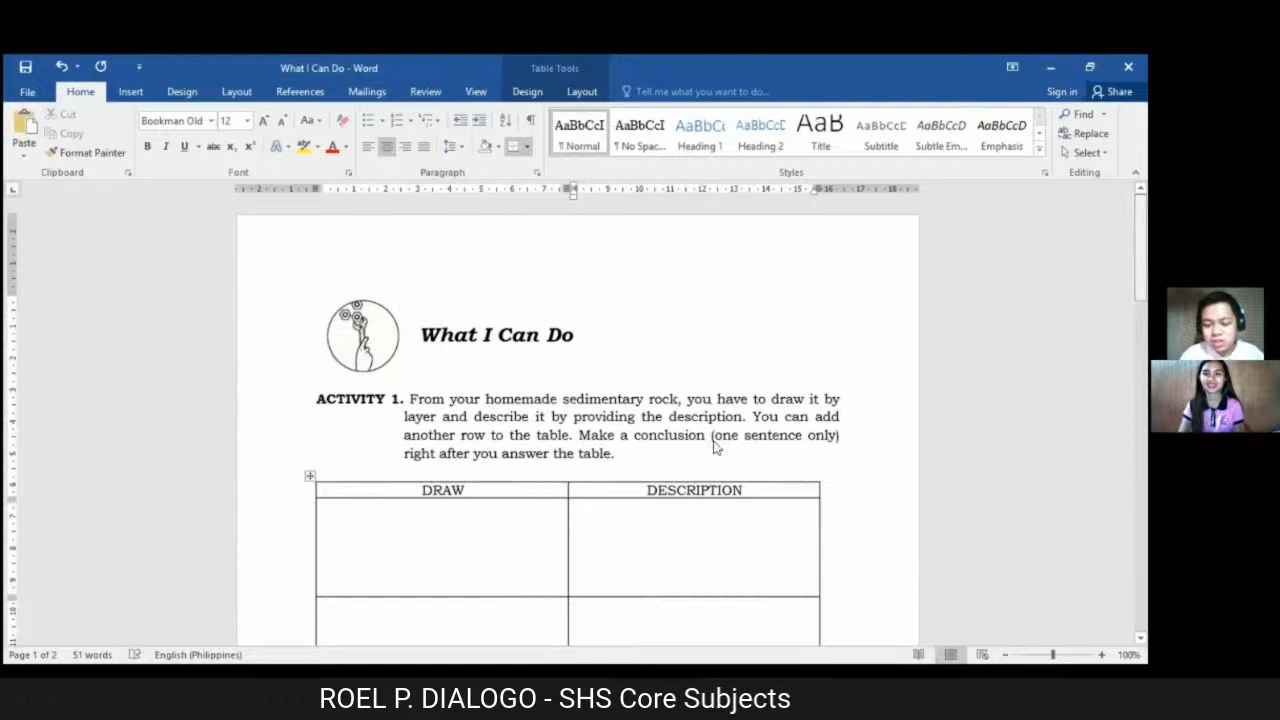 What I Can Do - Word
Table Tools
File Home Insert Design Layout References Mailings Review View Design Layout Tell me what you want to do... Sign in Share
Paste
Cut
Copy
Format Painter
Clipboard
Bookman Old 12
Font
Paragraph
AaBbCcI AaBbCcI AaBbC AaBbCcD AaB AaBbCcD AaBbCcD AaBbCcD
¶ Normal ¶ No Spac... Heading 1 Heading 2 Title Subtitle Subtle Em... Emphasis
Styles
Find
Replace
Select
Editing
What I Can Do
ACTIVITY 1. From your homemade sedimentary rock, you have to draw it by
layer and describe it by providing the description. You can add
another row to the table. Make a conclusion (one sentence only)
right after you answer the table.
DRAW DESCRIPTION
Page 1 of 2 51 words English (Philippines) 100%
ROEL P. DIALOGO - SHS Core Subjects